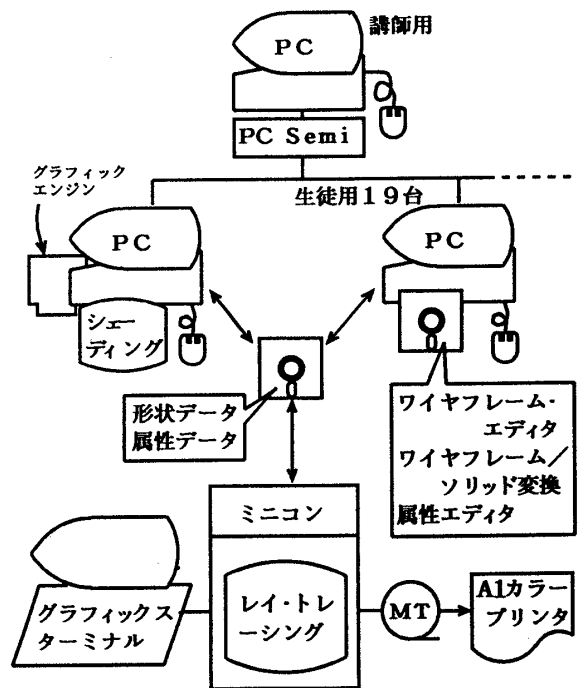 PC
講師用
PC Semi
グラフィック
エンジン
生徒用19台
PC
PC
シェー
ディング
形状データ
属性データ
ワイヤフレーム・
エディタ
ワイヤフレーム/
ソリッド変換
属性エディタ
ミニコン
グラフィックス
ターミナル
レイ・トレ
ーシング
MT
A1カラー
プリンタ